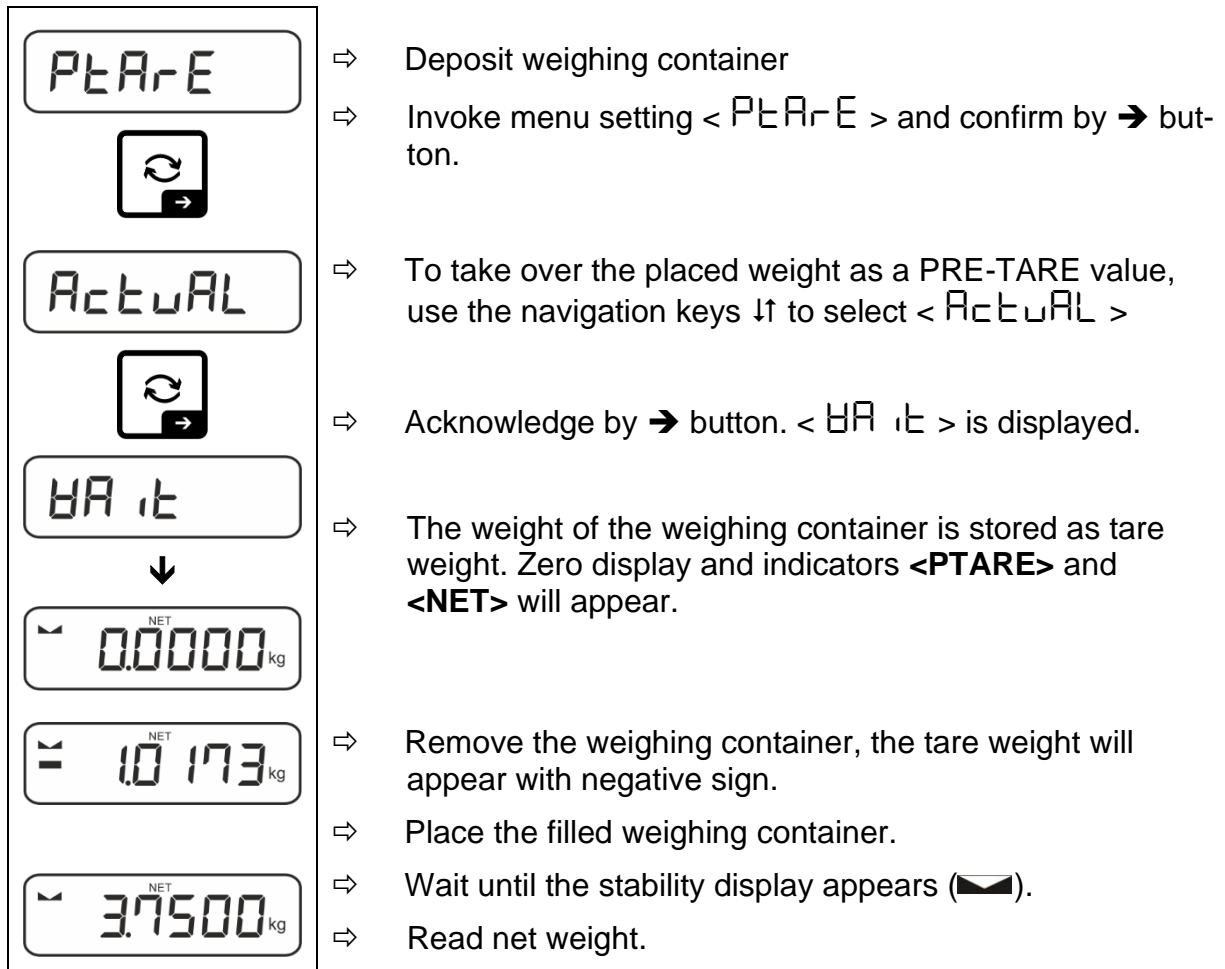 PtArE
⇨ Deposit weighing container
⇨ Invoke menu setting < PtArE > and confirm by ➔ but-
ton.
ActuAL
⇨ To take over the placed weight as a PRE-TARE value,
use the navigation keys ↓↑ to select < ActuAL >
⇨ Acknowledge by ➔ button. < WAit > is displayed.
WAit
⇨ The weight of the weighing container is stored as tare
weight. Zero display and indicators <PTARE> and
<NET> will appear.
NET
0.0000 kg
NET
- 1.0173 kg
⇨ Remove the weighing container, the tare weight will
appear with negative sign.
⇨ Place the filled weighing container.
NET
3.7500 kg
⇨ Wait until the stability display appears ( ).
⇨ Read net weight.